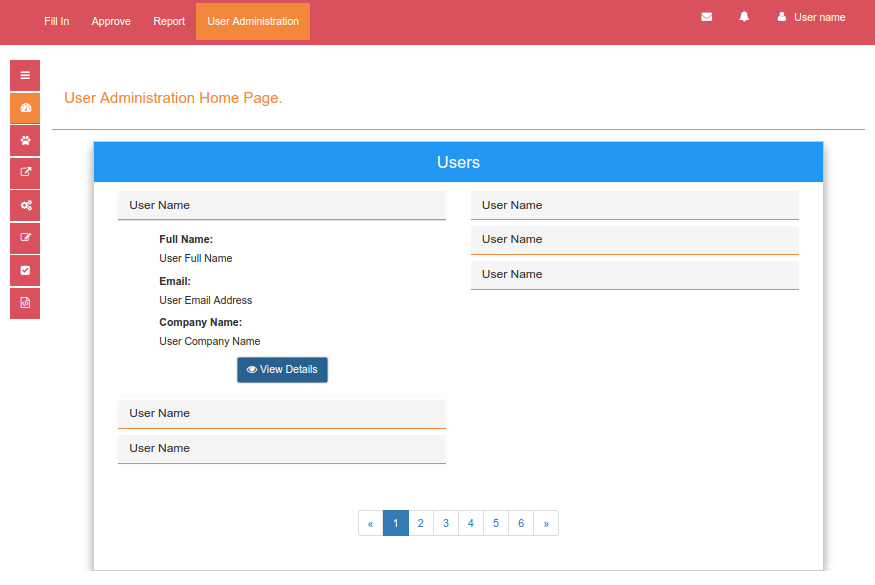 Fill In
Approve
Report
User Administration
User name
User Administration Home Page.
Users
User Name
Full Name:
User Full Name
Email:
User Email Address
Company Name:
User Company Name
View Details
User Name
User Name
User Name
User Name
User Name
« 1 2 3 4 5 6 »